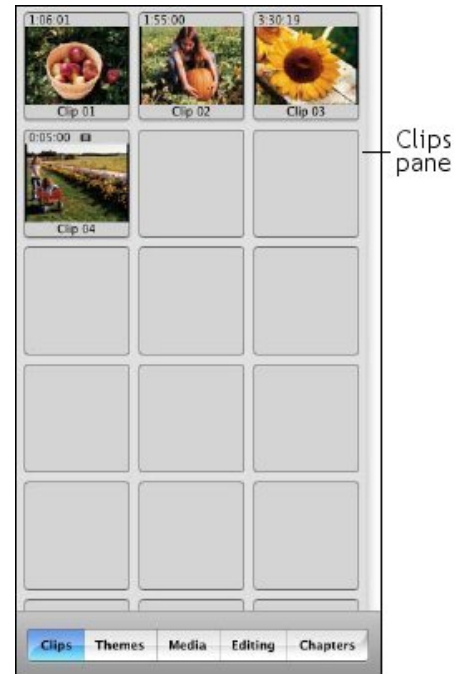 1:06:01
Clip 01
1:55:00
Clip 02
3:30:19
Clip 03
0:05:00
Clip 04
Clips
pane
Clips Themes Media Editing Chapters